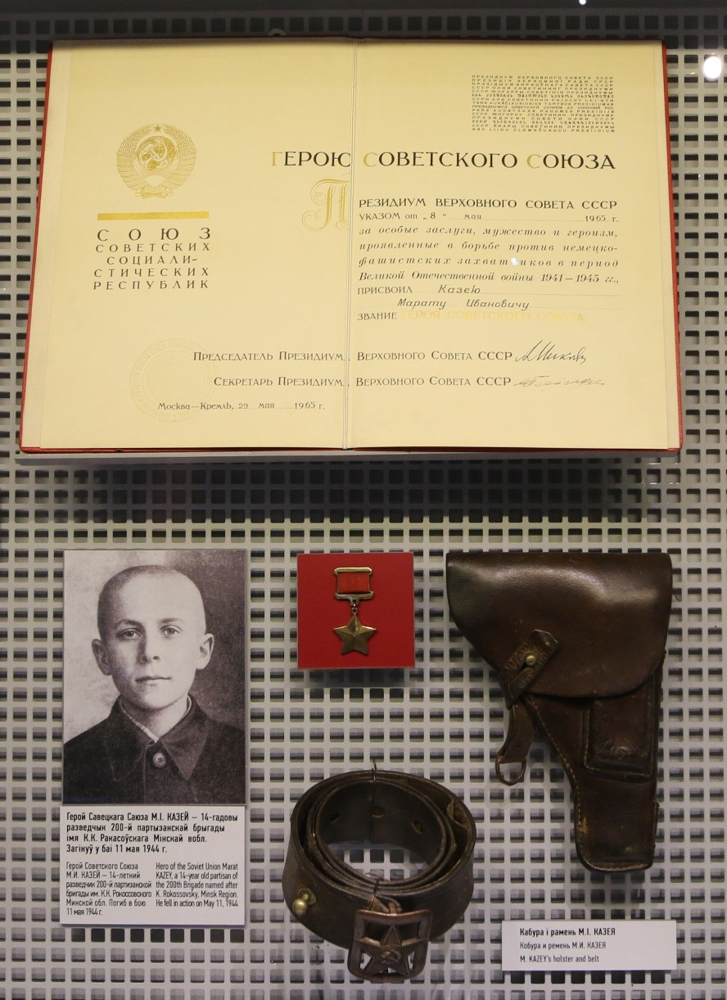 ПРЕЗИДИУМ ВЕРХОВНОГО СОВЕТА СССР
ГЕРОЮ СОВЕТСКОГО СОЮЗА
СОЮЗ
СОВЕТСКИХ
СОЦИАЛИ-
СТИЧЕСКИХ
РЕСПУБЛИК
ПРЕЗИДИУМ ВЕРХОВНОГО СОВЕТА СССР
УКАЗОМ от „8“ мая 1965 г.
за особые заслуги, мужество и героизм,
проявленные в борьбе против немецко-
фашистских захватчиков в период
Великой Отечественной войны 1941—1945 гг.,
ПРИСВОИЛ Казею
Марату Ивановичу
ЗВАНИЕ ГЕРОЯ СОВЕТСКОГО СОЮЗА
ПРЕДСЕДАТЕЛЬ ПРЕЗИДИУМ ВЕРХОВНОГО СОВЕТА СССР
СЕКРЕТАРЬ ПРЕЗИДИУМ ВЕРХОВНОГО СОВЕТА СССР
Москва—Кремль, 29 мая 1965 г.
Герой Савецкага Саюза М.І. КАЗЕЙ – 14-гадовы
разведчык 200-й партызанскай брыгады
імя К.К. Ракасоўскага Мінскай вобл.
Загінуў у баі 11 мая 1944 г.
Герой Советского Союза
М.И. КАЗЕЙ – 14-летний
разведчик 200-й партизанской
бригады им. К.К. Рокоссовского
Минской обл. Погиб в бою
11 мая 1944 г.
Hero of the Soviet Union Marat
KAZEY, a 14-year old partisan of
the 200th Brigade named after
K. Rokossovsky, Minsk Region.
He fell in action on May 11, 1944
Кабура і рамень М.І. КАЗЕЯ
Кобура и ремень М.И. КАЗЕЯ
M. KAZEY's holster and belt